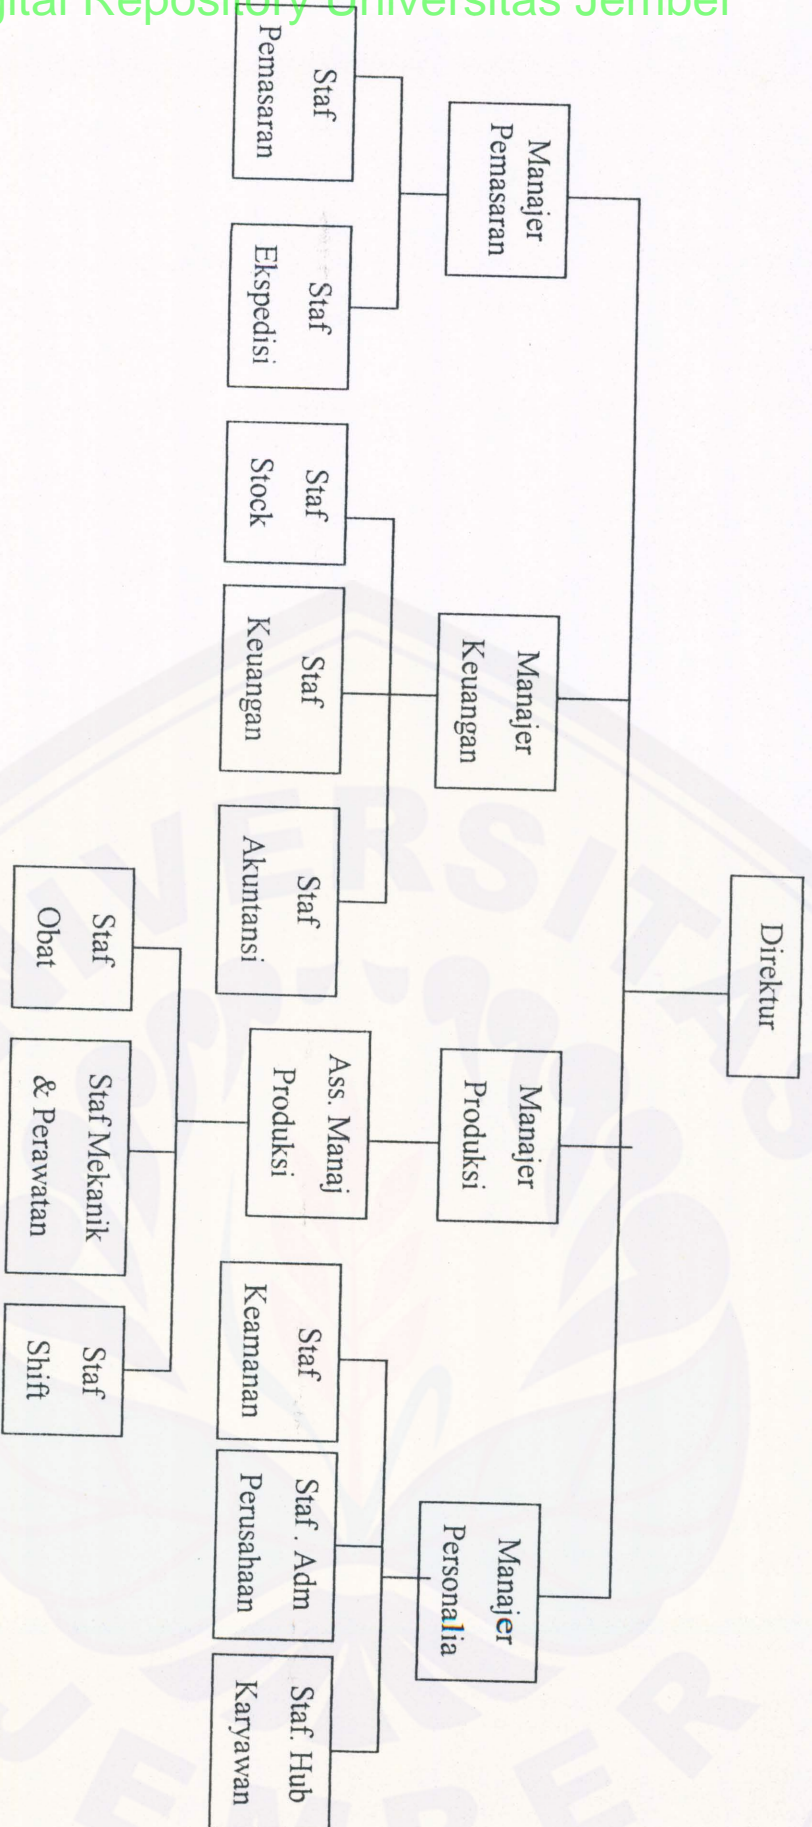 Digital Repository Universitas Jember
Direktur
Manajer
Pemasaran
Manajer
Keuangan
Manajer
Produksi
Manajer
Personalia
Staf
Pemasaran
Staf
Ekspedisi
Staf
Stock
Staf
Keuangan
Staf
Akuntansi
Ass. Manaj
Produksi
Staf
Keamanan
Staf . Adm
Perusahaan
Staf. Hub
Karyawan
Staf
Obat
Staf Mekanik
& Perawatan
Staf
Shift
UNIVERSITAS
JEMBER